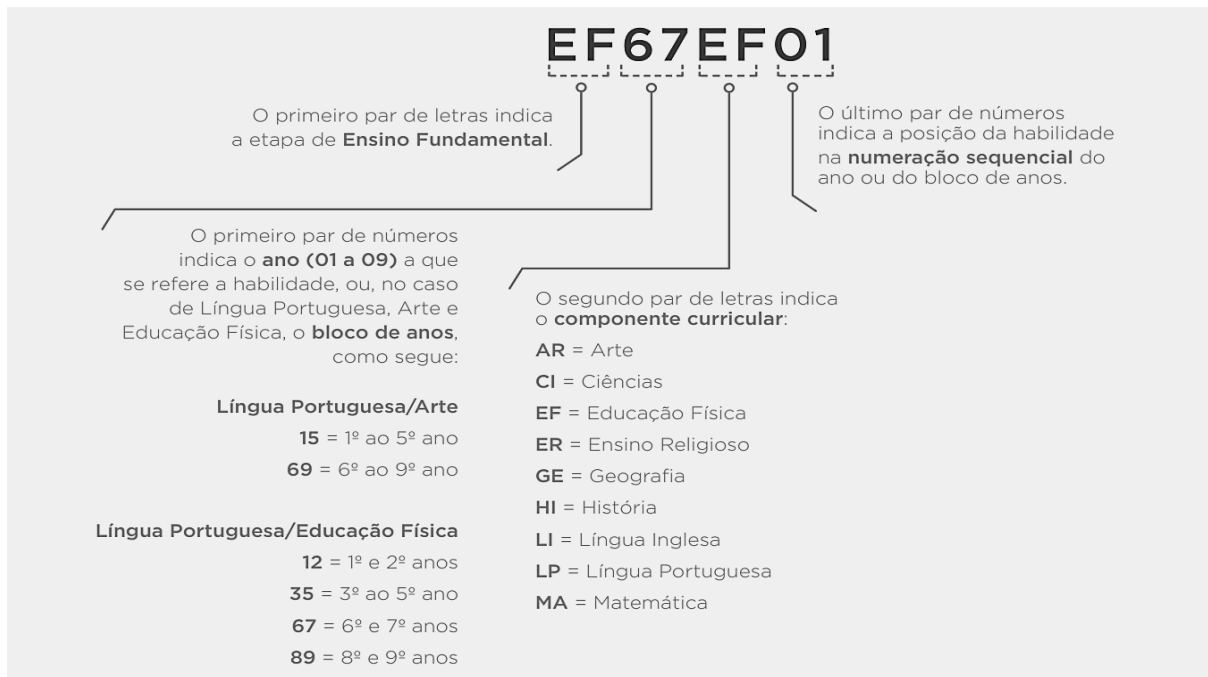 EF67EF01
O primeiro par de letras indica
a etapa de Ensino Fundamental.
O último par de números
indica a posição da habilidade
na numeração sequencial do
ano ou do bloco de anos.
O primeiro par de números
indica o ano (01 a 09) a que
se refere a habilidade, ou, no caso
de Língua Portuguesa, Arte e
Educação Física, o bloco de anos,
como segue:
Língua Portuguesa/Arte
15 = 1º ao 5º ano
69 = 6º ao 9º ano
Língua Portuguesa/Educação Física
12 = 1º e 2º anos
35 = 3º ao 5º ano
67 = 6º e 7º anos
89 = 8º e 9º anos
O segundo par de letras indica
o componente curricular:
AR = Arte
CI = Ciências
EF = Educação Física
ER = Ensino Religioso
GE = Geografia
HI = História
LI = Língua Inglesa
LP = Língua Portuguesa
MA = Matemática